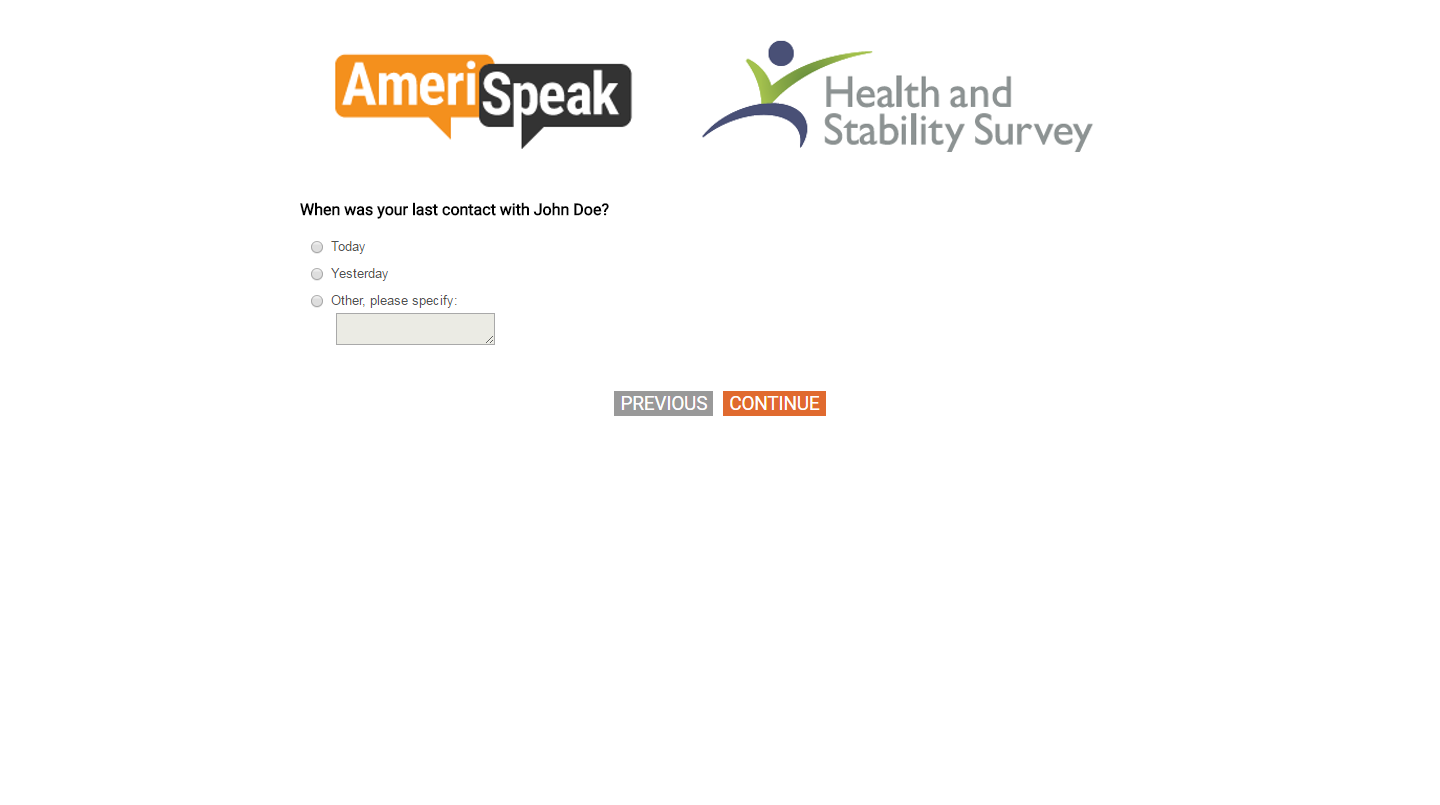 AmeriSpeak
Health and
Stability Survey
When was your last contact with John Doe?
Today
Yesterday
Other, please specify:
PREVIOUS CONTINUE